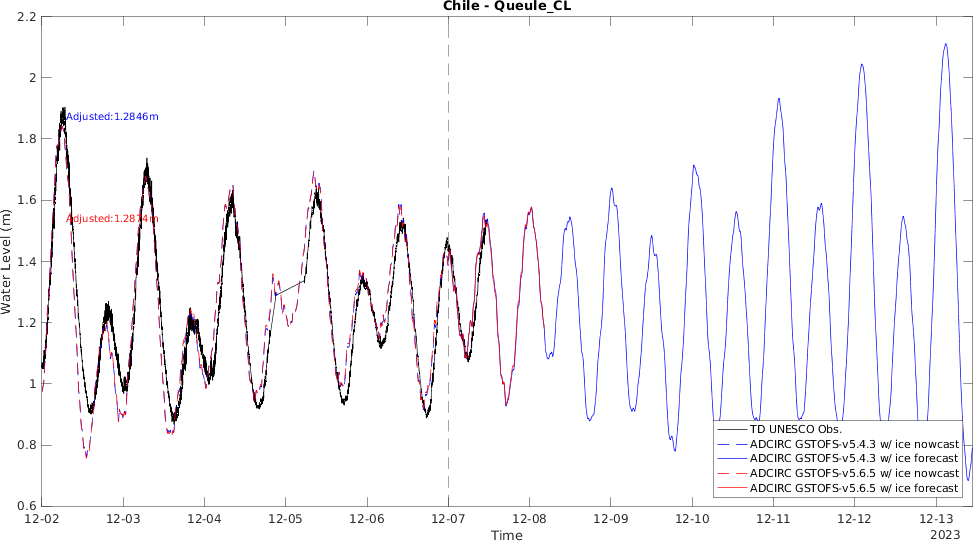 Chile - Queule_CL
2.2
2
1.8
1.6
1.4
1.2
1
0.8
0.6
Water Level (m)
Adjusted:1.2846m
Adjusted:1.2874m
TD UNESCO Obs.
ADCIRC GSTOFS-v5.4.3 w/ ice nowcast
ADCIRC GSTOFS-v5.4.3 w/ ice forecast
ADCIRC GSTOFS-v5.6.5 w/ ice nowcast
ADCIRC GSTOFS-v5.6.5 w/ ice forecast
12-02 12-03 12-04 12-05 12-06 12-07 12-08 12-09 12-10 12-11 12-12 12-13
2023
Time